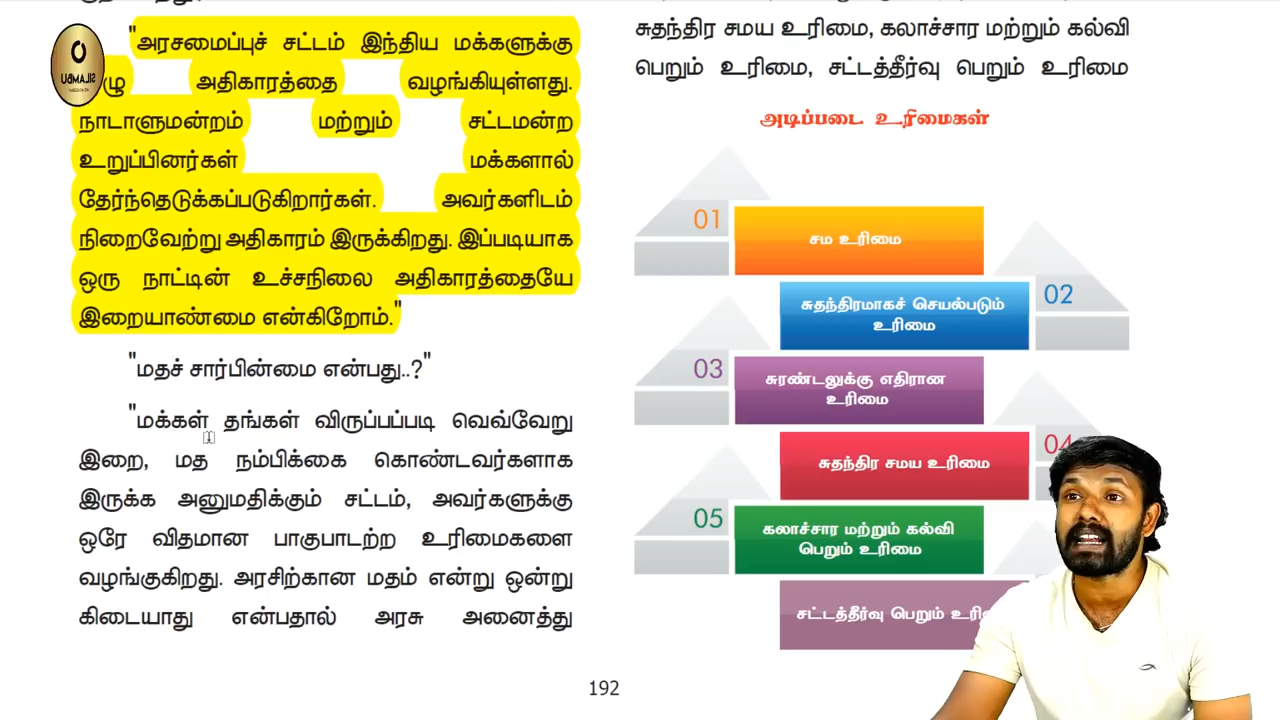 "அரசமைப்புச் சட்டம் இந்திய மக்களுக்கு
அதிகாரத்தை வழங்கியுள்ளது.
நாடாளுமன்றம் மற்றும் சட்டமன்ற
உறுப்பினர்கள் மக்களால்
தேர்ந்தெடுக்கப்படுகிறார்கள். அவர்களிடம்
நிறைவேற்று அதிகாரம் இருக்கிறது. இப்படியாக
ஒரு நாட்டின் உச்சநிலை அதிகாரத்தையே
இறையாண்மை என்கிறோம்."
"மதச் சார்பின்மை என்பது..?"
"மக்கள் தங்கள் விருப்பப்படி வெவ்வேறு
இறை, மத நம்பிக்கை கொண்டவர்களாக
இருக்க அனுமதிக்கும் சட்டம், அவர்களுக்கு
ஒரே விதமான பாகுபாடற்ற உரிமைகளை
வழங்குகிறது. அரசிற்கான மதம் என்று ஒன்று
கிடையாது என்பதால் அரசு அனைத்து
சுதந்திர சமய உரிமை, கலாச்சார மற்றும் கல்வி
பெறும் உரிமை, சட்டத்தீர்வு பெறும் உரிமை
அடிப்படை உரிமைகள்
01
சம உரிமை
02
சுதந்திரமாகச் செயல்படும்
உரிமை
03
சுரண்டலுக்கு எதிரான
உரிமை
04
சுதந்திர சமய உரிமை
05
கலாச்சார மற்றும் கல்வி
பெறும் உரிமை
சட்டத்தீர்வு பெறும்
192